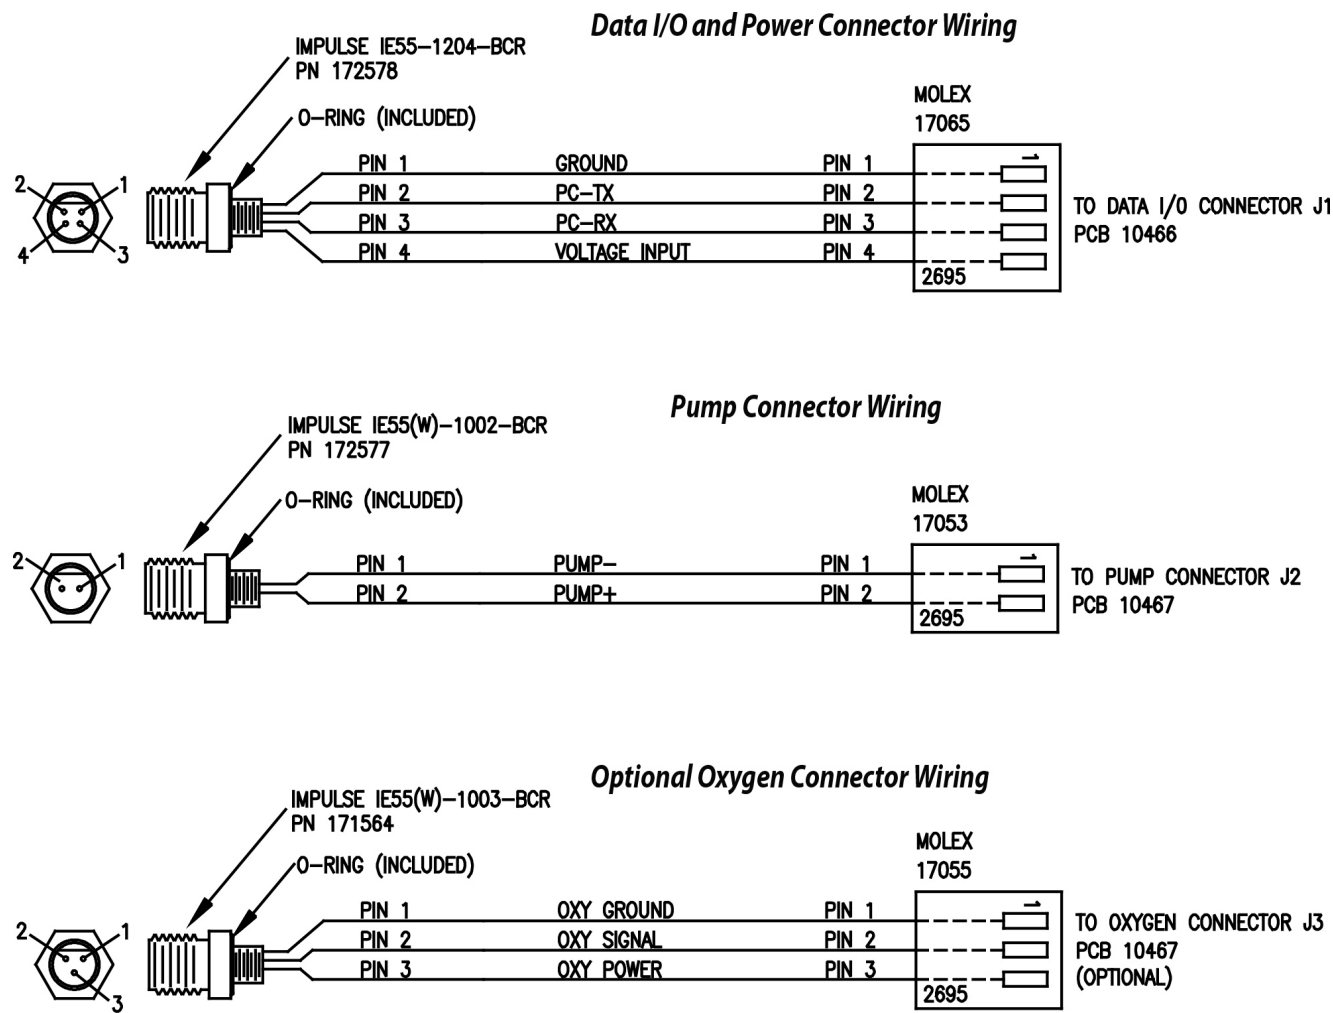 Data I/O and Power Connector Wiring
IMPULSE IE55-1204-BCR
PN 172578
O-RING (INCLUDED)
MOLEX
17065
2 1
4 3
PIN 1 GROUND PIN 1
PIN 2 PC-TX PIN 2
PIN 3 PC-RX PIN 3
PIN 4 VOLTAGE INPUT PIN 4
1
2695
TO DATA I/O CONNECTOR J1
PCB 10466
Pump Connector Wiring
IMPULSE IE55(W)-1002-BCR
PN 172577
O-RING (INCLUDED)
MOLEX
17053
2 1
PIN 1 PUMP- PIN 1
PIN 2 PUMP+ PIN 2
1
2695
TO PUMP CONNECTOR J2
PCB 10467
Optional Oxygen Connector Wiring
IMPULSE IE55(W)-1003-BCR
PN 171564
O-RING (INCLUDED)
MOLEX
17055
2 1
3
PIN 1 OXY GROUND PIN 1
PIN 2 OXY SIGNAL PIN 2
PIN 3 OXY POWER PIN 3
1
2695
TO OXYGEN CONNECTOR J3
PCB 10467
(OPTIONAL)